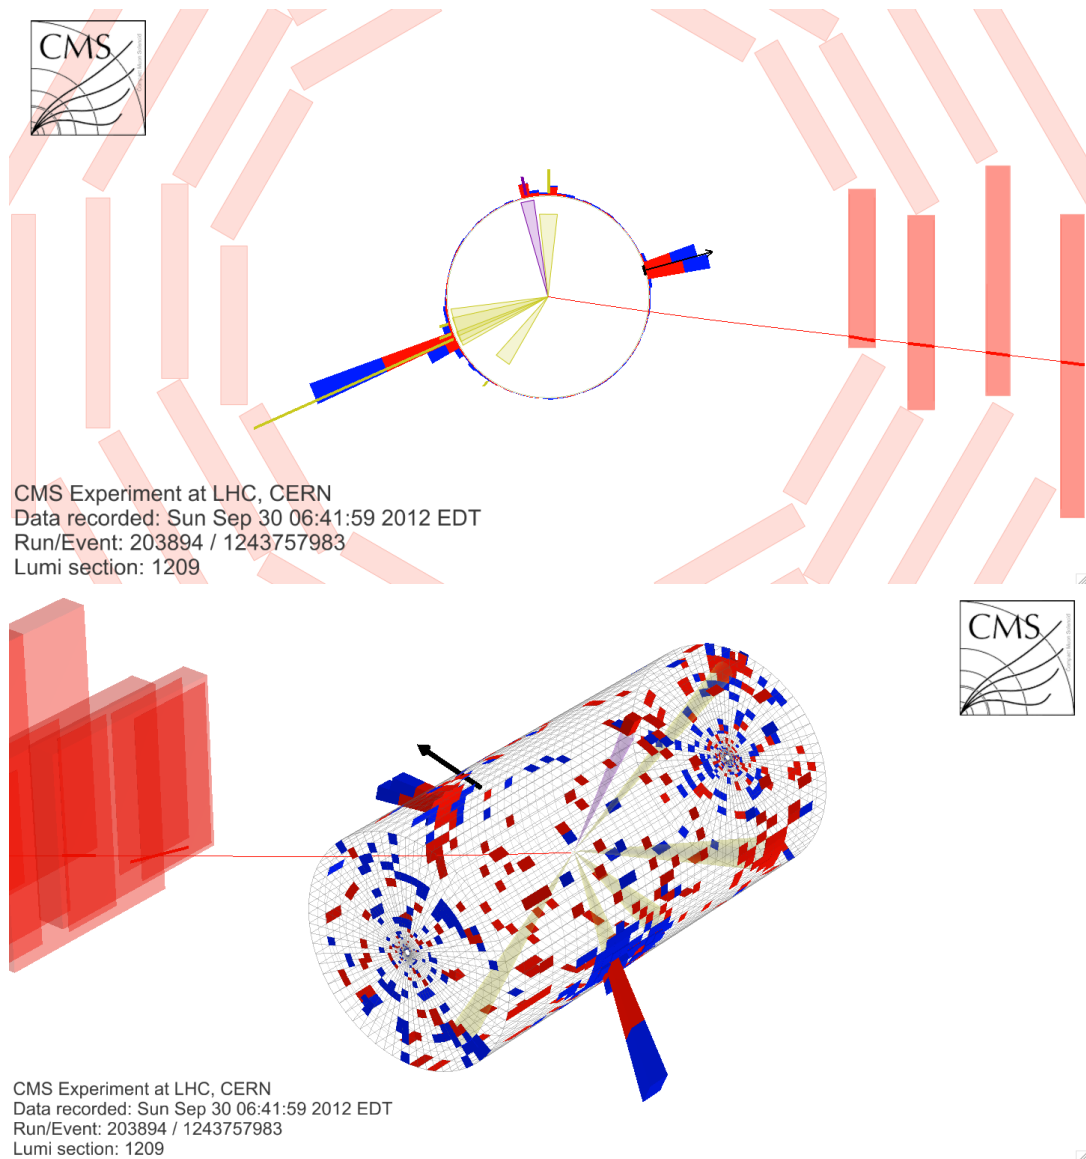 CMS
CMS Experiment at LHC, CERN
Data recorded: Sun Sep 30 06:41:59 2012 EDT
Run/Event: 203894 / 1243757983
Lumi section: 1209
CMS
CMS Experiment at LHC, CERN
Data recorded: Sun Sep 30 06:41:59 2012 EDT
Run/Event: 203894 / 1243757983
Lumi section: 1209